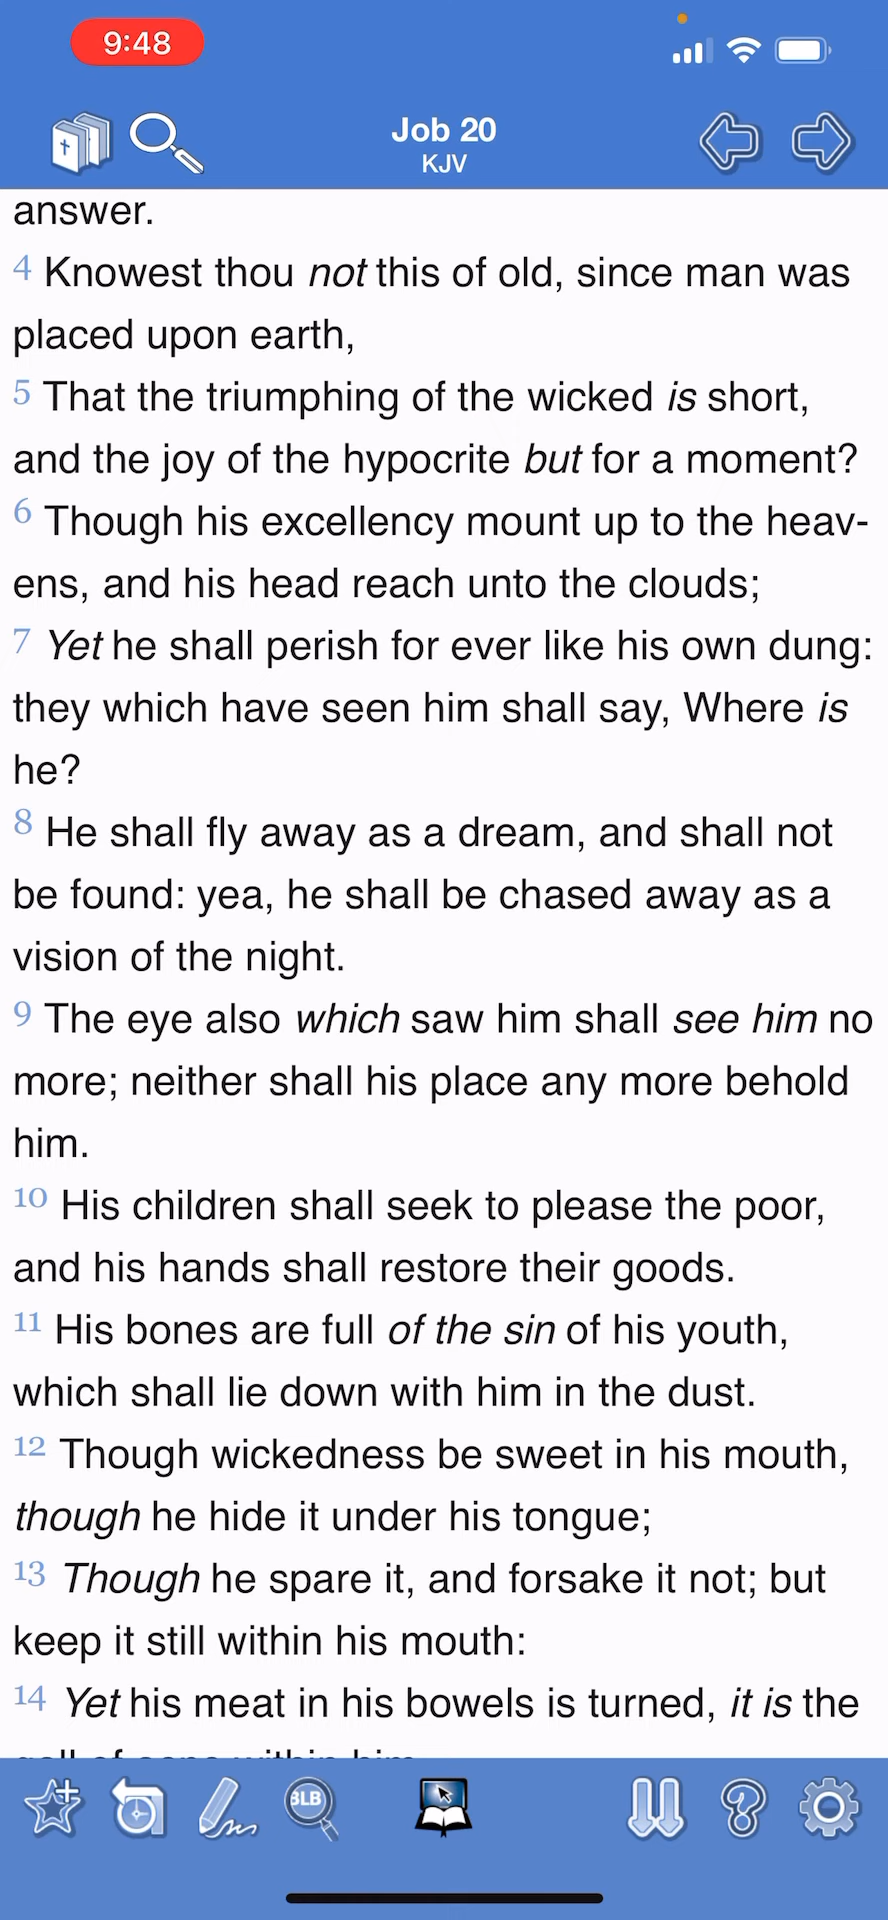 9:48
Job 20
KJV
answer.
4 Knowest thou not this of old, since man was
placed upon earth,
5 That the triumphing of the wicked is short,
and the joy of the hypocrite but for a moment?
6 Though his excellency mount up to the heav-
ens, and his head reach unto the clouds;
7 Yet he shall perish for ever like his own dung:
they which have seen him shall say, Where is
he?
8 He shall fly away as a dream, and shall not
be found: yea, he shall be chased away as a
vision of the night.
9 The eye also which saw him shall see him no
more; neither shall his place any more behold
him.
10 His children shall seek to please the poor,
and his hands shall restore their goods.
11 His bones are full of the sin of his youth,
which shall lie down with him in the dust.
12 Though wickedness be sweet in his mouth,
though he hide it under his tongue;
13 Though he spare it, and forsake it not; but
keep it still within his mouth:
14 Yet his meat in his bowels is turned, it is the
gall of asps within him.
BLB